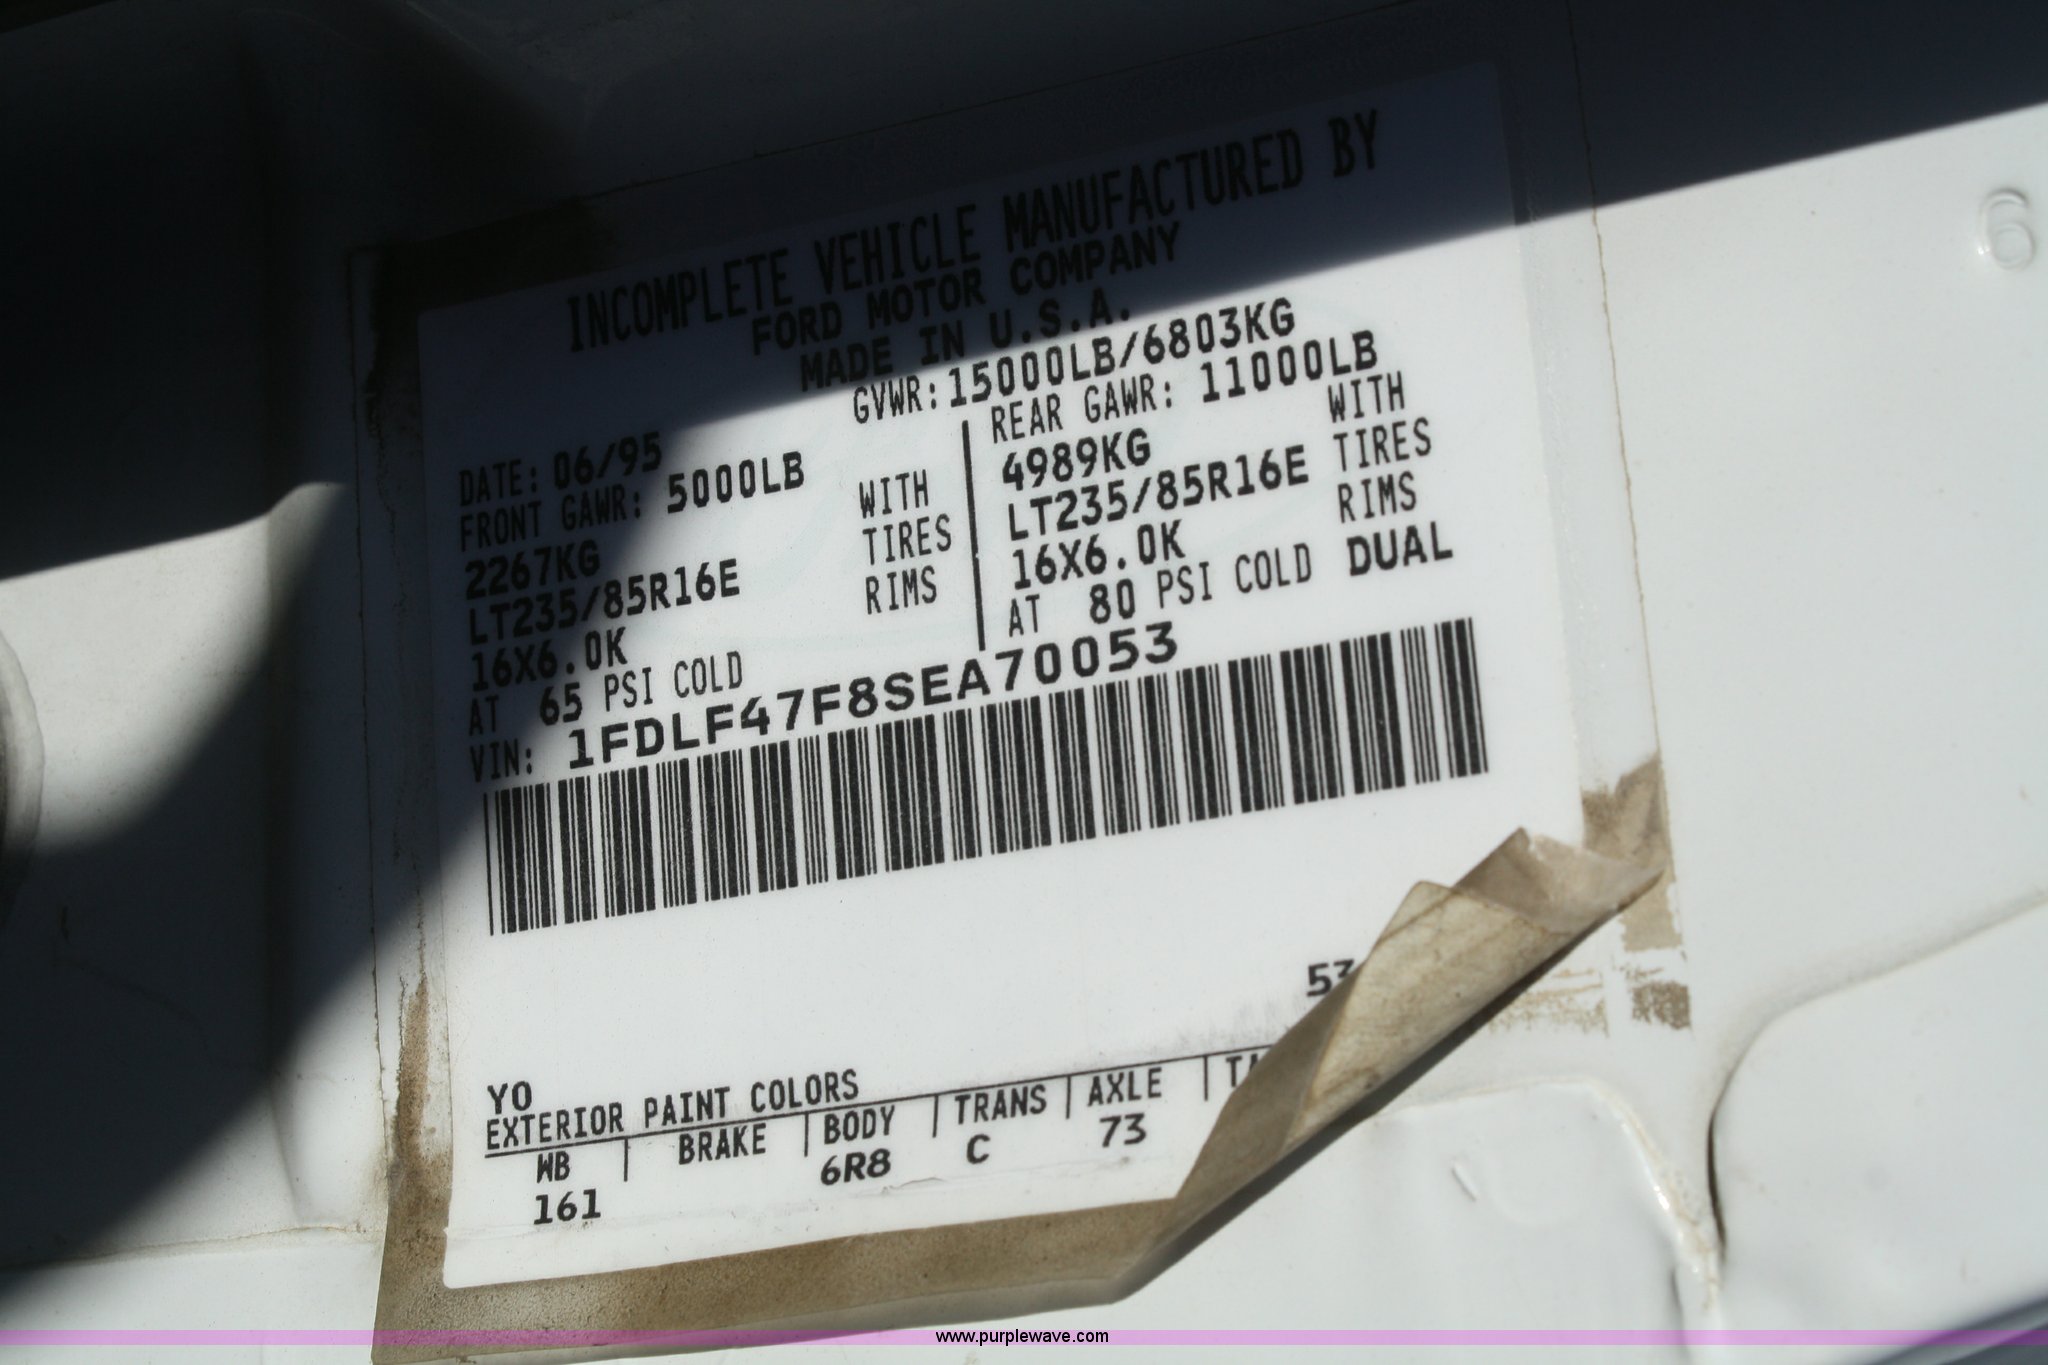 INCOMPLETE VEHICLE MANUFACTURED BY
FORD MOTOR COMPANY
MADE IN U.S.A.
GVWR: 15000LB/6803KG
DATE: 06/95
FRONT GAWR: 5000LB
2267KG WITH
LT235/85R16E TIRES
16X6.0K RIMS
AT 65 PSI COLD
REAR GAWR: 11000LB
4989KG WITH
LT235/85R16E TIRES
16X6.0K RIMS
AT 80 PSI COLD DUAL
VIN: 1FDLF47F8SEA70053
53
YO
EXTERIOR PAINT COLORS
WB | BRAKE | BODY | TRANS | AXLE |
161 6R8 C 73
6
www.purplewave.com